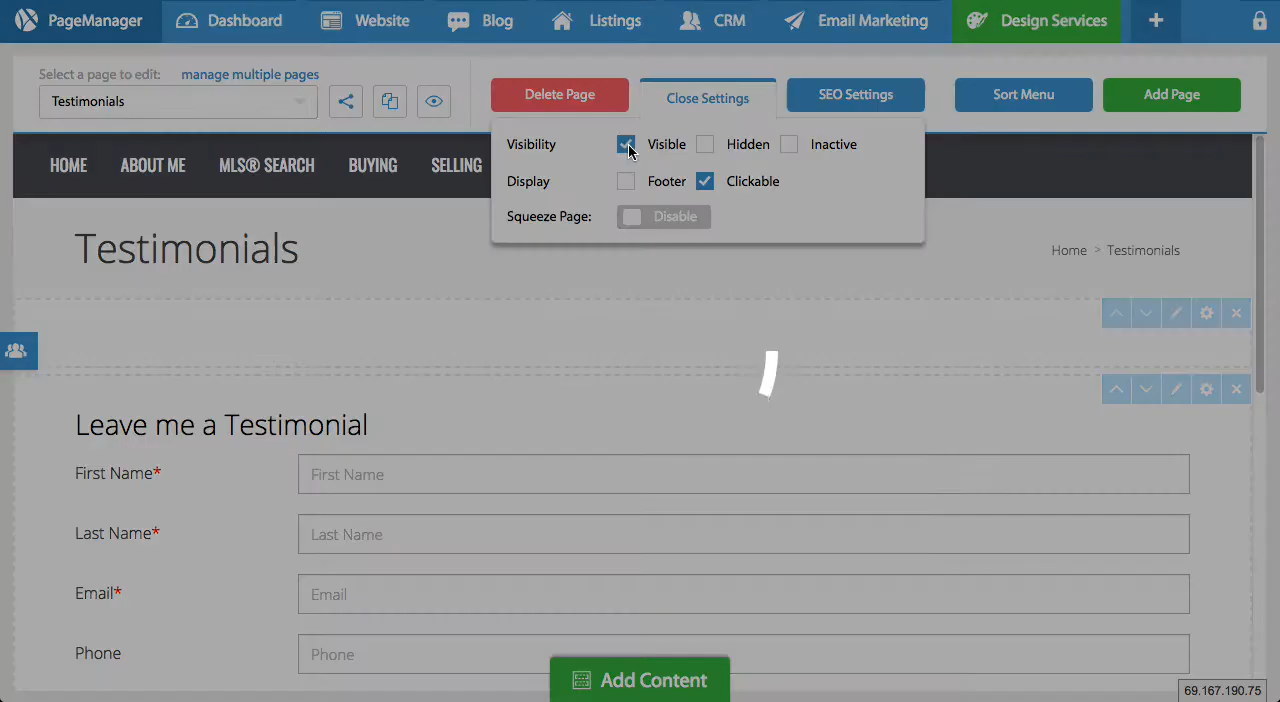 PageManager Dashboard Website Blog Listings CRM Email Marketing Design Services +
Select a page to edit: manage multiple pages
Testimonials
Delete Page Close Settings SEO Settings Sort Menu Add Page
Visibility Visible Hidden Inactive
Display Footer Clickable
Squeeze Page: Disable
HOME ABOUT ME MLS® SEARCH BUYING SELLING
Testimonials
Home > Testimonials
Leave me a Testimonial
First Name* First Name
Last Name* Last Name
Email* Email
Phone Phone
Add Content
69.167.190.75